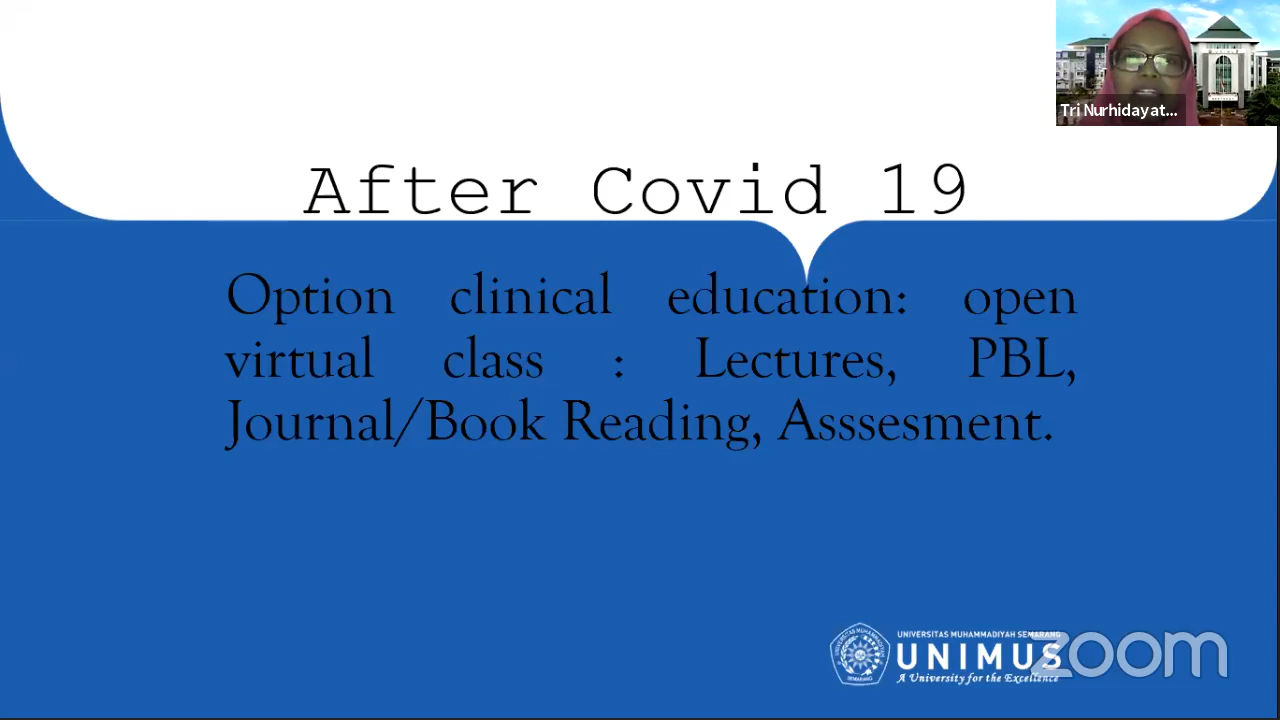 Tri Nurhidayat...
After Covid 19
Option clinical education: open
virtual class : Lectures, PBL,
Journal/Book Reading, Asssesment.
UNIVERSITAS MUHAMMADIYAH SEMARANG
UNIMUS
A University for the Excellence
zoom